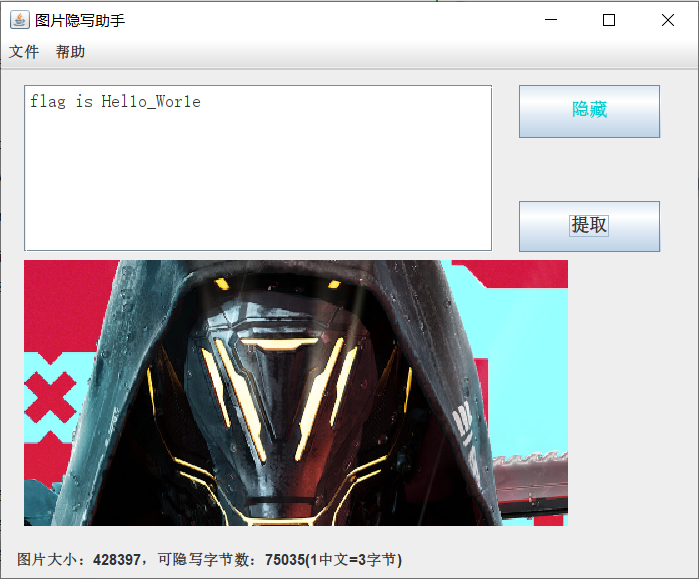 图片隐写助手
文件 帮助
flag is Hello_Worle
隐藏
提取
图片大小：428397，可隐写字节数：75035(1中文=3字节)